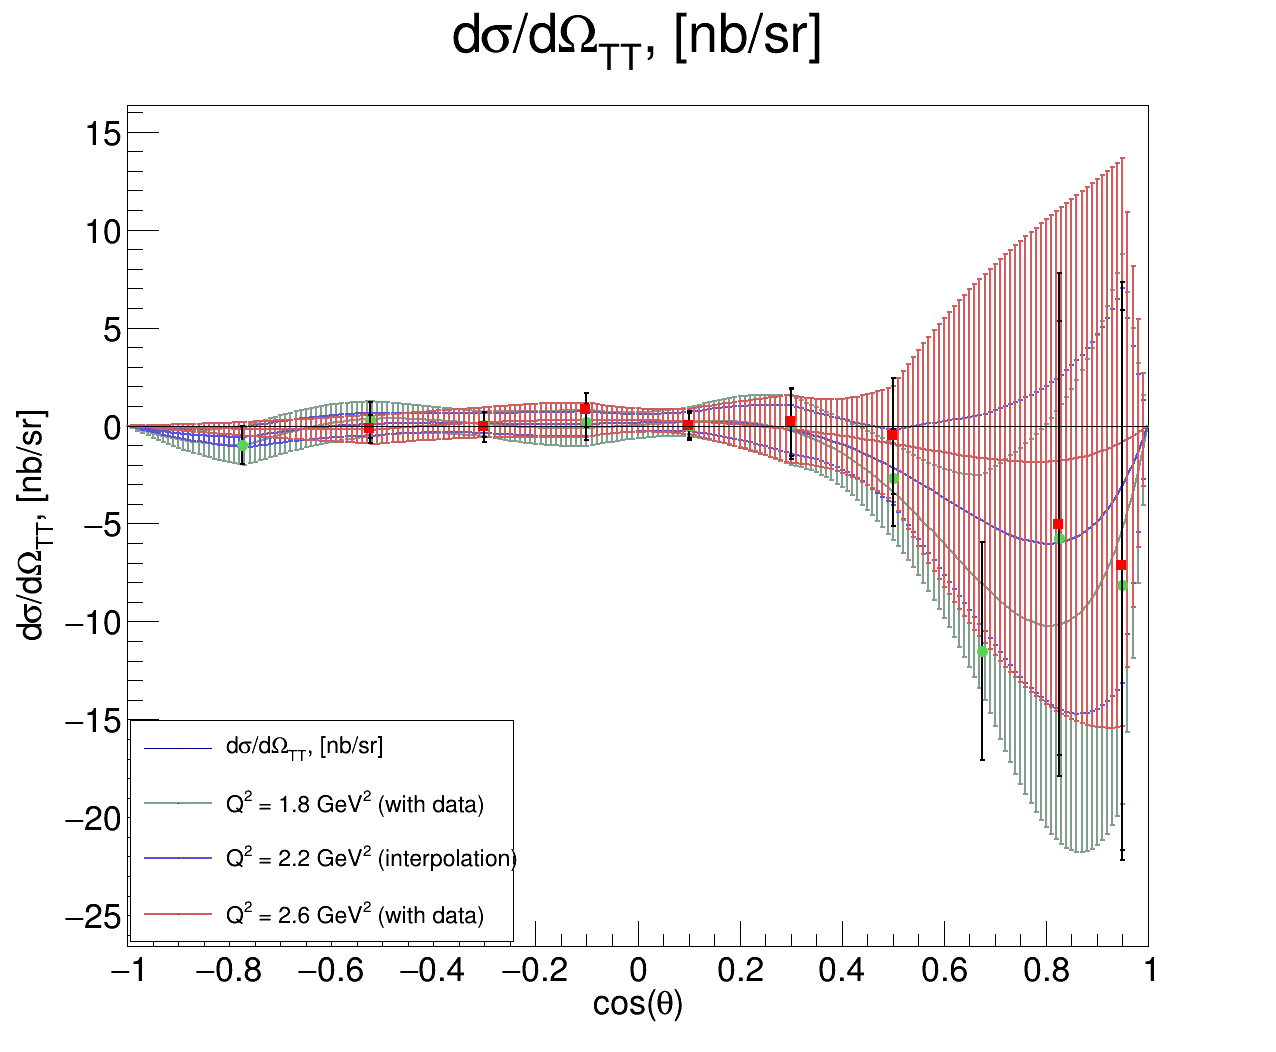 dσ/dΩ_TT, [nb/sr]
dσ/dΩ_TT, [nb/sr]
15
10
5
0
−5
−10
−15
−20
−25
dσ/dΩ_TT, [nb/sr]
Q² = 1.8 GeV² (with data)
Q² = 2.2 GeV² (interpolation)
Q² = 2.6 GeV² (with data)
−1 −0.8 −0.6 −0.4 −0.2 0 0.2 0.4 0.6 0.8 1
cos(θ)